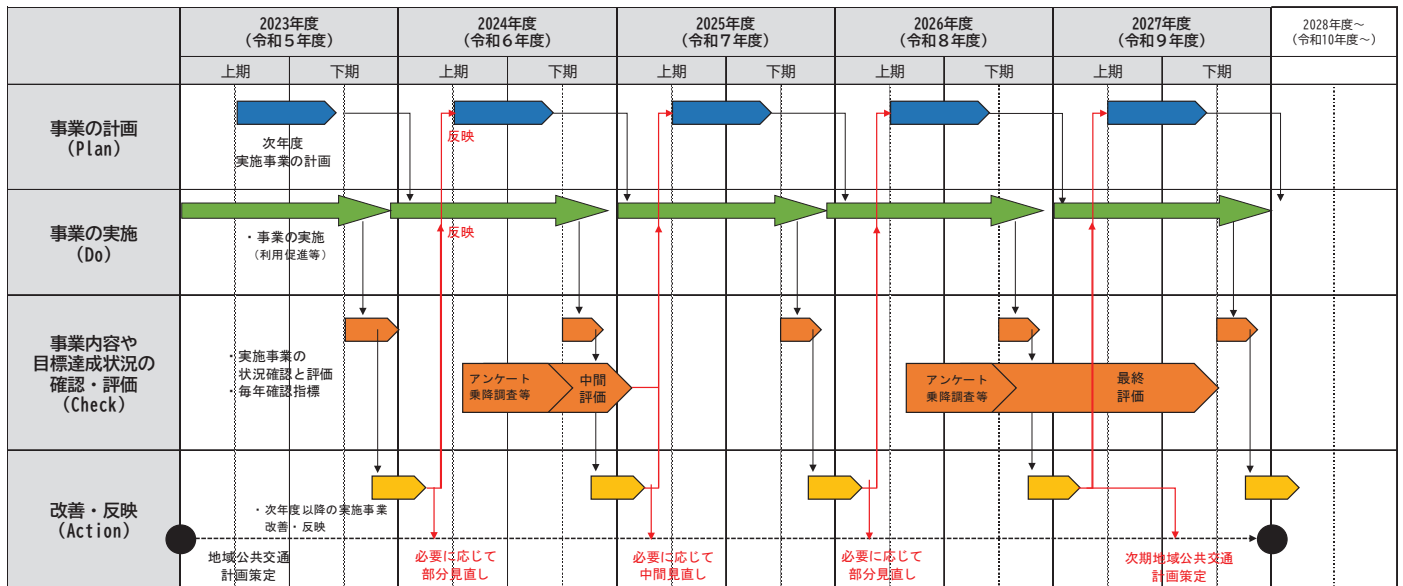 2023年度
(令和5年度)
2024年度
(令和6年度)
2025年度
(令和7年度)
2026年度
(令和8年度)
2027年度
(令和9年度)
2028年度～
(令和10年度～)
上期
下期
上期
下期
上期
下期
上期
下期
上期
下期
事業の計画
(Plan)
次年度
実施事業の計画
反映
事業の実施
(Do)
・事業の実施
(利用促進等)
反映
事業内容や
目標達成状況の
確認・評価
(Check)
・実施事業の
状況確認と評価
・毎年確認指標
アンケート
乗降調査等
中間
評価
アンケート
乗降調査等
最終
評価
改善・反映
(Action)
・次年度以降の実施事業
改善・反映
地域公共交通
計画策定
必要に応じて
部分見直し
必要に応じて
中間見直し
必要に応じて
部分見直し
次期地域公共交通
計画策定